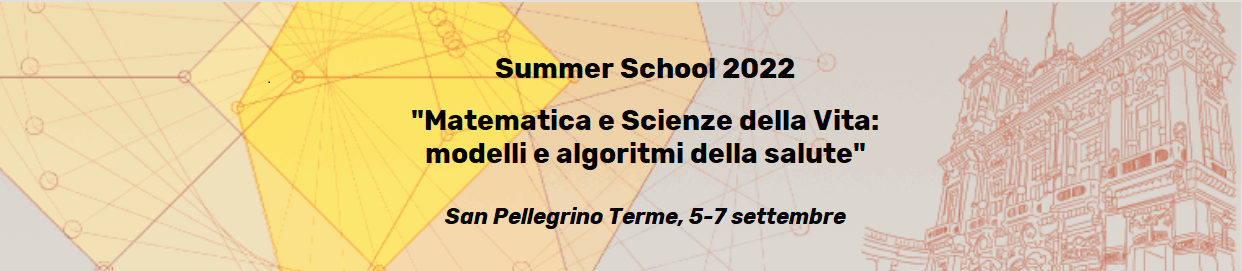 Summer School 2022
"Matematica e Scienze della Vita:
modelli e algoritmi della salute"
San Pellegrino Terme, 5-7 settembre